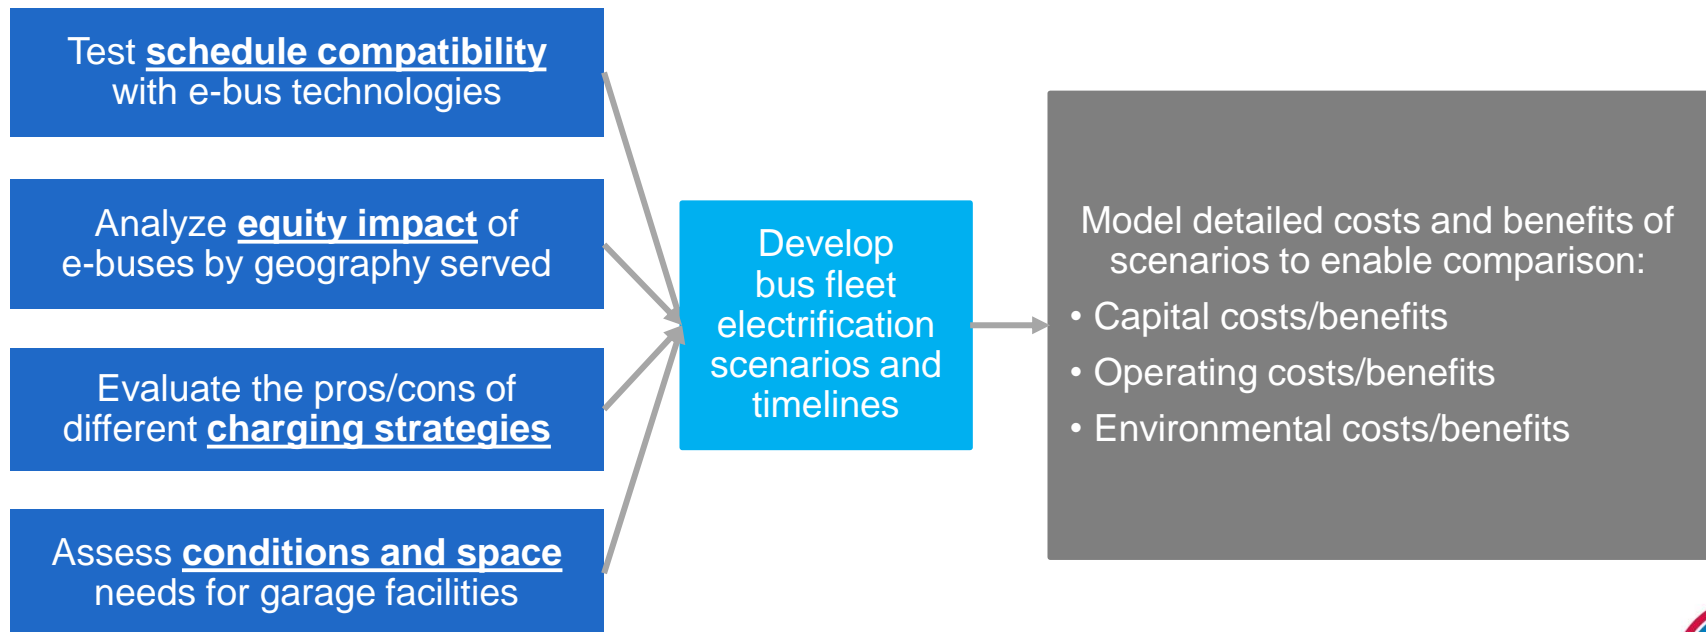 Test schedule compatibility
with e-bus technologies
Analyze equity impact of
e-buses by geography served
Evaluate the pros/cons of
different charging strategies
Assess conditions and space
needs for garage facilities
Develop
bus fleet
electrification
scenarios and
timelines
Model detailed costs and benefits of
scenarios to enable comparison:
• Capital costs/benefits
• Operating costs/benefits
• Environmental costs/benefits